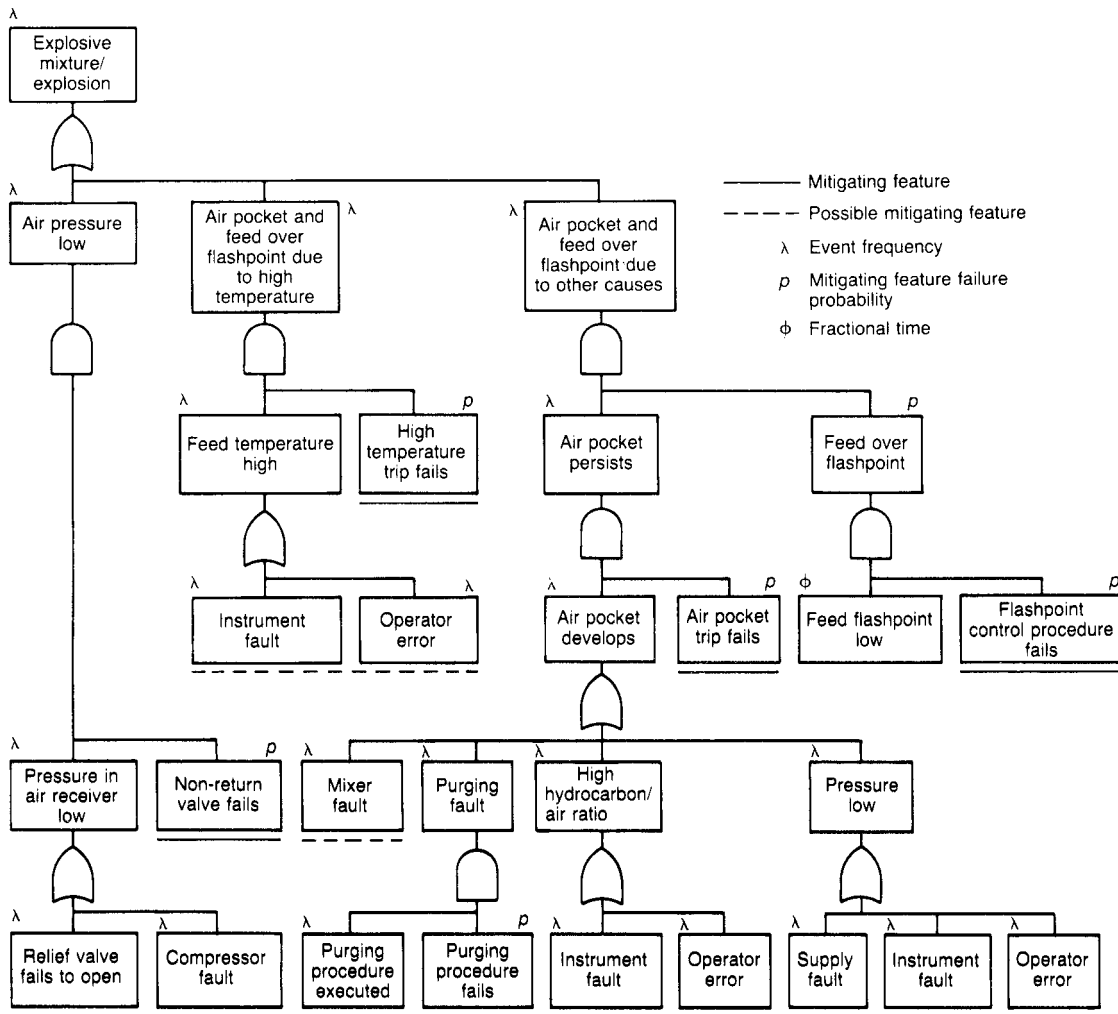 λ
Explosive
mixture/
explosion
λ
Air pressure
low
Air pocket and
feed over
flashpoint due
to high
temperature
λ
λ
Air pocket and
feed over
flashpoint due
to other causes
Mitigating feature
Possible mitigating feature
λ Event frequency
p Mitigating feature failure
probability
ϕ Fractional time
λ
Feed temperature
high
p
High
temperature
trip fails
λ
Air pocket
persists
p
Feed over
flashpoint
λ
Instrument
fault
λ
Operator
error
λ
Air pocket
develops
p
Air pocket
trip fails
ϕ
Feed flashpoint
low
p
Flashpoint
control procedure
fails
λ
Pressure in
air receiver
low
p
Non-return
valve fails
λ
Mixer
fault
λ
Purging
fault
λ
High
hydrocarbon/
air ratio
λ
Pressure
low
λ
Relief valve
fails to open
λ
Compressor
fault
λ
Purging
procedure
executed
p
Purging
procedure
fails
λ
Instrument
fault
λ
Operator
error
λ
Supply
fault
λ
Instrument
fault
λ
Operator
error